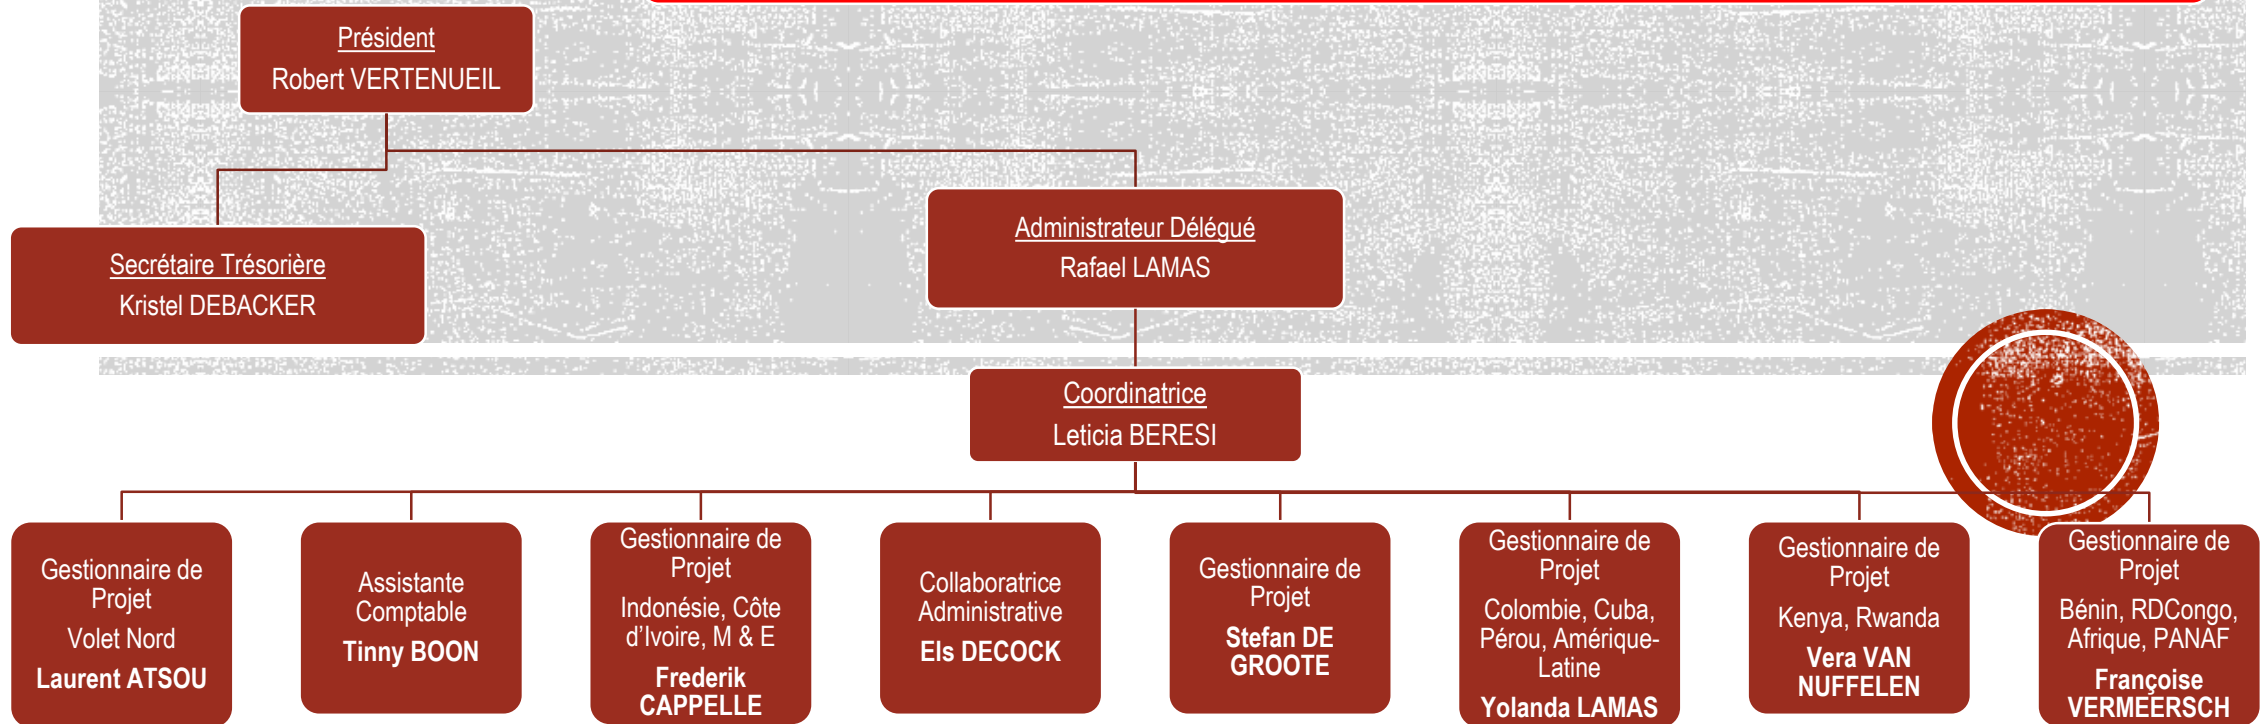 Président
Robert VERTENUEIL
Secrétaire Trésorière
Kristel DEBACKER
Administrateur Délégué
Rafael LAMAS
Coordinatrice
Leticia BERESI
Gestionnaire de
Projet
Volet Nord
Laurent ATSOU
Assistante
Comptable
Tinny BOON
Gestionnaire de
Projet
Indonésie, Côte
d’Ivoire, M & E
Frederik
CAPPELLE
Collaboratrice
Administrative
Els DECOCK
Gestionnaire de
Projet
Stefan DE
GROOTE
Gestionnaire de
Projet
Colombie, Cuba,
Pérou, Amérique-
Latine
Yolanda LAMAS
Gestionnaire de
Projet
Kenya, Rwanda
Vera VAN
NUFFELEN
Gestionnaire de
Projet
Bénin, RDCongo,
Afrique, PANAF
Françoise
VERMEERSCH